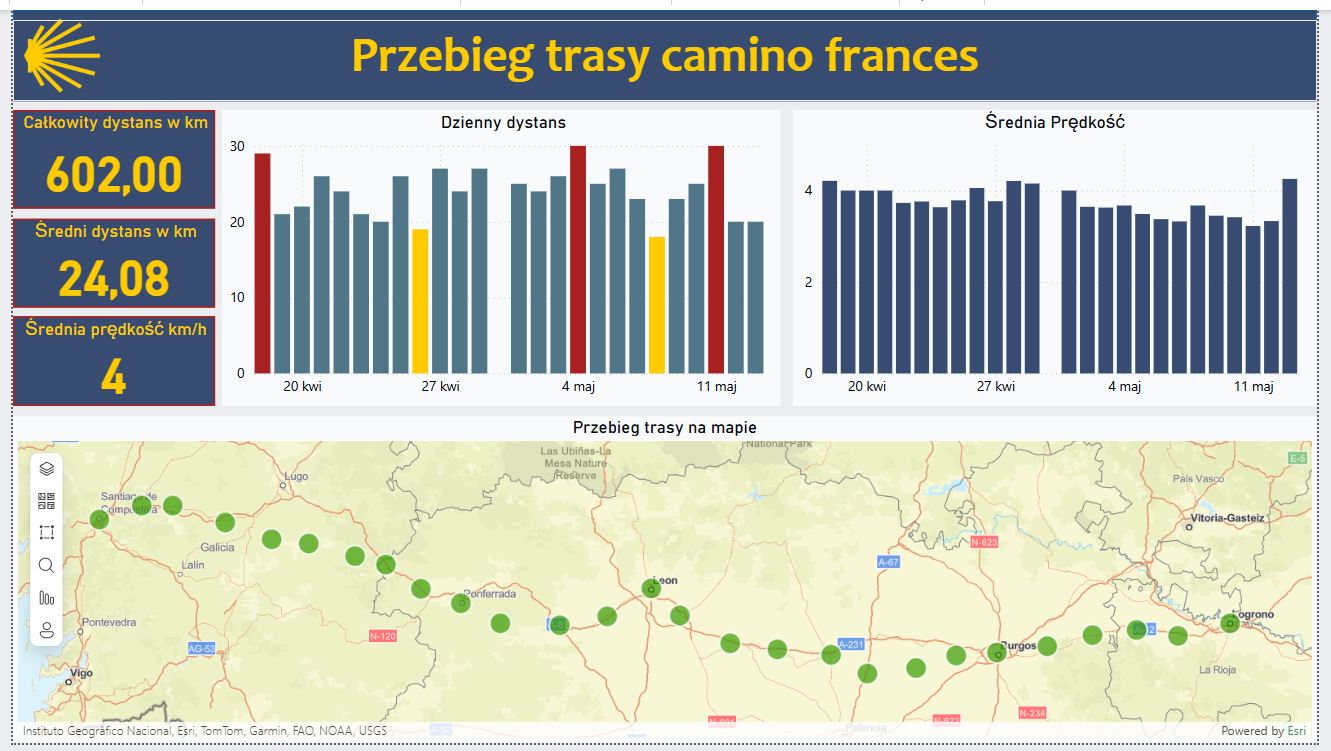 Przebieg trasy camino frances
Całkowity dystans w km
602,00
Średni dystans w km
24,08
Średnia prędkość km/h
4
Dzienny dystans
30
20
10
0
20 kwi
27 kwi
4 maj
11 maj
Średnia Prędkość
4
2
0
20 kwi
27 kwi
4 maj
11 maj
Przebieg trasy na mapie
National Park
Las Ubiñas-La
Mesa Nature
Reserve
E-5
Lugo
País Vasco
Santiago de
Compostela
Vitoria-Gasteiz
N-623
Galicia
A-67
Lalín
Leon
Ponferrada
Logrono
Pontevedra
N-120
A-12
AG-53
A-231
Burgos
La Rioja
Vigo
N-234
N-622
Palencia
A-52
Instituto Geográfico Nacional, Esri, TomTom, Garmin, FAO, NOAA, USGS
Powered by Esri